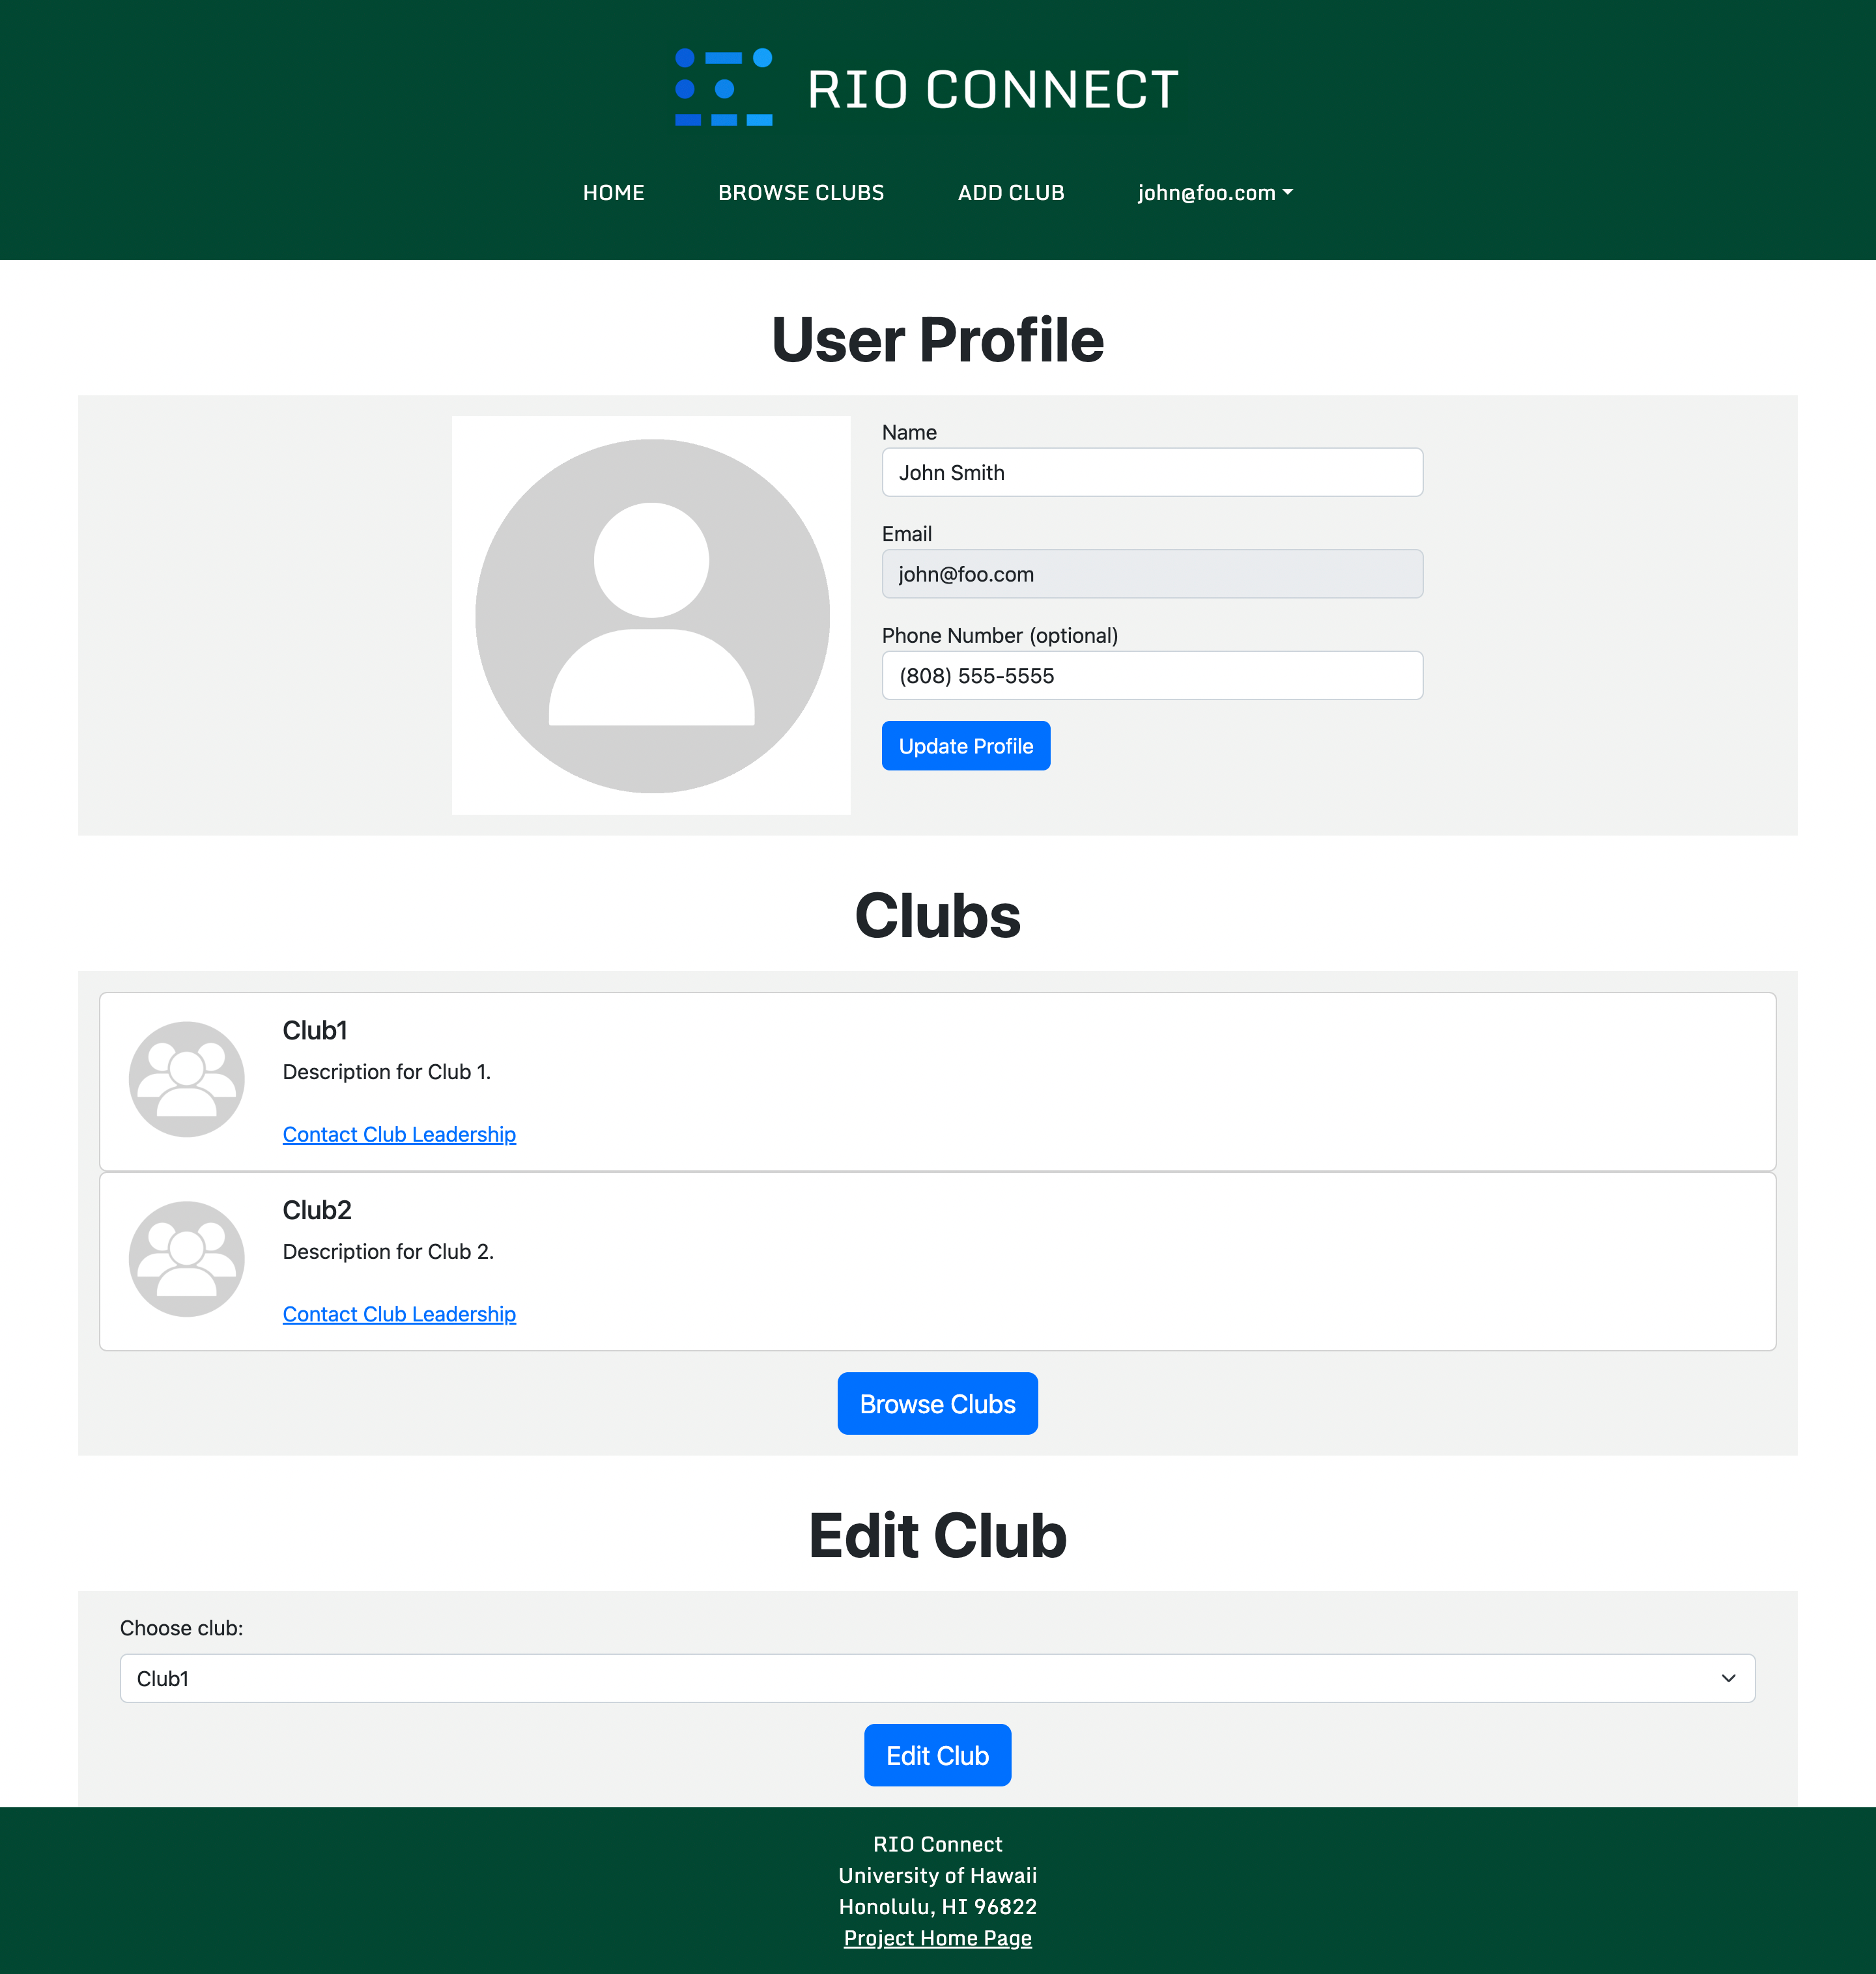 RIO CONNECT
HOME BROWSE CLUBS ADD CLUB john@foo.com
User Profile
Name
John Smith
Email
john@foo.com
Phone Number (optional)
(808) 555-5555
Update Profile
Clubs
Club1
Description for Club 1.
Contact Club Leadership
Club2
Description for Club 2.
Contact Club Leadership
Browse Clubs
Edit Club
Choose club:
Club1
Edit Club
RIO Connect
University of Hawaii
Honolulu, HI 96822
Project Home Page